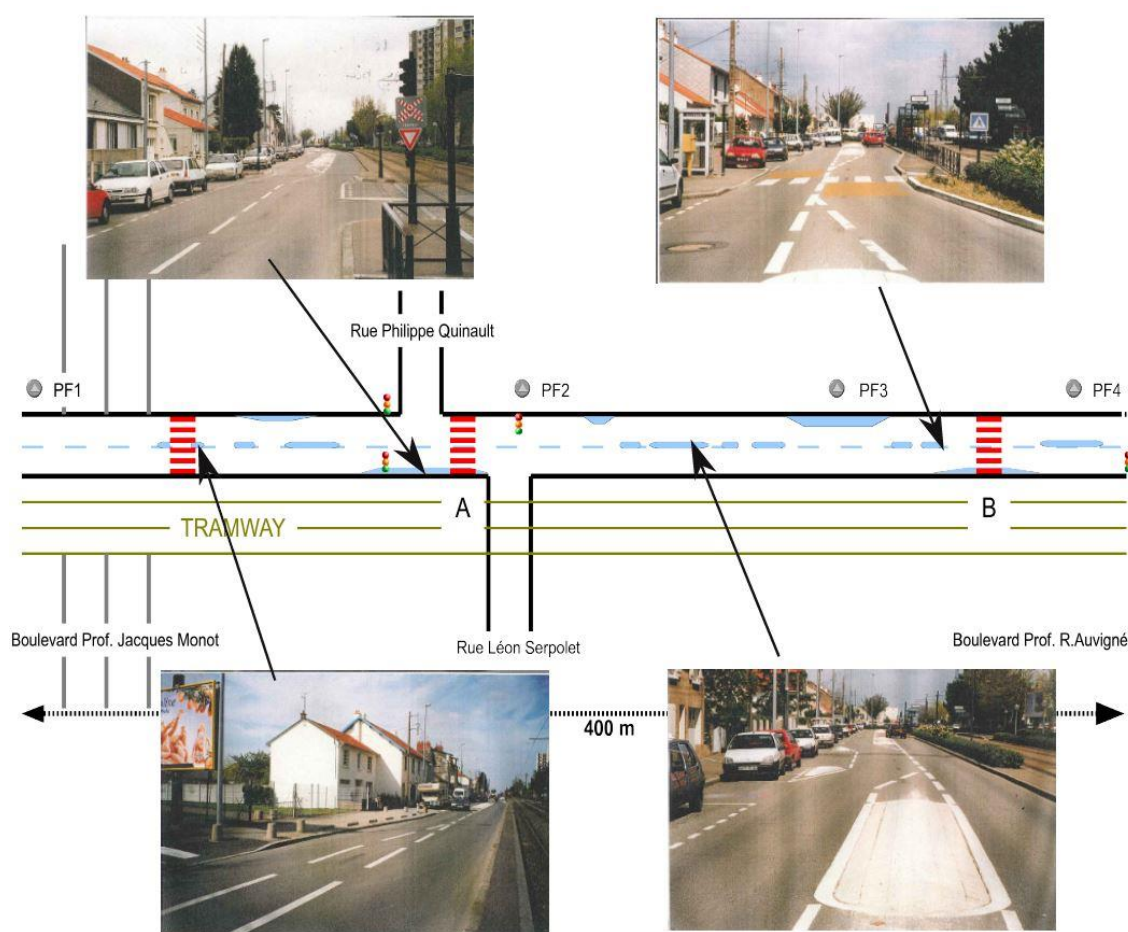 Rue Philippe Quinault
PF1
PF2
PF3
PF4
A
B
TRAMWAY
Boulevard Prof. Jacques Monot
Rue Léon Serpolet
Boulevard Prof. R.Auvigné
400 m